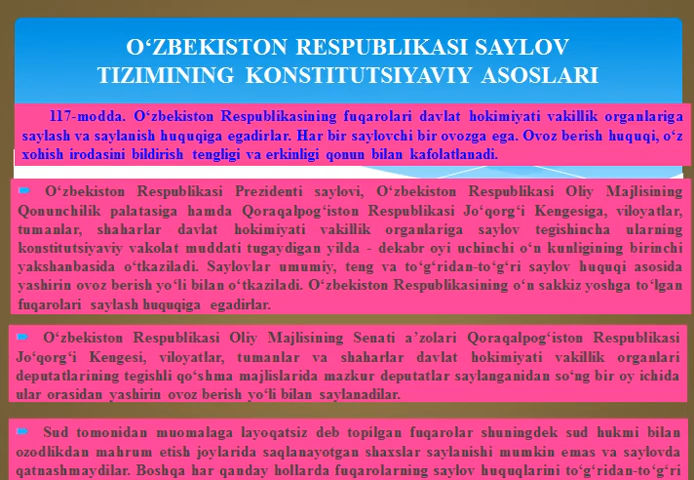 O‘ZBEKISTON RESPUBLIKASI SAYLOV
TIZIMINING KONSTITUTSIYAVIY ASOSLARI
117-modda. O‘zbekiston Respublikasining fuqarolari davlat hokimiyati vakillik organlariga
saylash va saylanish huquqiga egadirlar. Har bir saylovchi bir ovozga ega. Ovoz berish huquqi, o‘z
xohish irodasini bildirish tengligi va erkinligi qonun bilan kafolatlanadi.
O‘zbekiston Respublikasi Prezidenti saylovi, O‘zbekiston Respublikasi Oliy Majlisining
Qonunchilik palatasiga hamda Qoraqalpog‘iston Respublikasi Jo‘qorg‘i Kengesiga, viloyatlar,
tumanlar, shaharlar davlat hokimiyati vakillik organlariga saylov tegishincha ularning
konstitutsiyaviy vakolat muddati tugaydigan yilda - dekabr oyi uchinchi o‘n kunligining birinchi
yakshanbasida o‘tkaziladi. Saylovlar umumiy, teng va to‘g‘ridan-to‘g‘ri saylov huquqi asosida
yashirin ovoz berish yo‘li bilan o‘tkaziladi. O‘zbekiston Respublikasining o‘n sakkiz yoshga to‘lgan
fuqarolari saylash huquqiga egadirlar.
O‘zbekiston Respublikasi Oliy Majlisining Senati a’zolari Qoraqalpog‘iston Respublikasi
Jo‘qorg‘i Kengesi, viloyatlar, tumanlar va shaharlar davlat hokimiyati vakillik organlari
deputatlarining tegishli qo‘shma majlislarida mazkur deputatlar saylanganidan so‘ng bir oy ichida
ular orasidan yashirin ovoz berish yo‘li bilan saylanadilar.
Sud tomonidan muomalaga layoqatsiz deb topilgan fuqarolar shuningdek sud hukmi bilan
ozodlikdan mahrum etish joylarida saqlanayotgan shaxslar saylanishi mumkin emas va saylovda
qatnashmaydilar. Boshqa har qanday hollarda fuqarolarning saylov huquqlarini to‘g‘ridan-to‘g‘ri